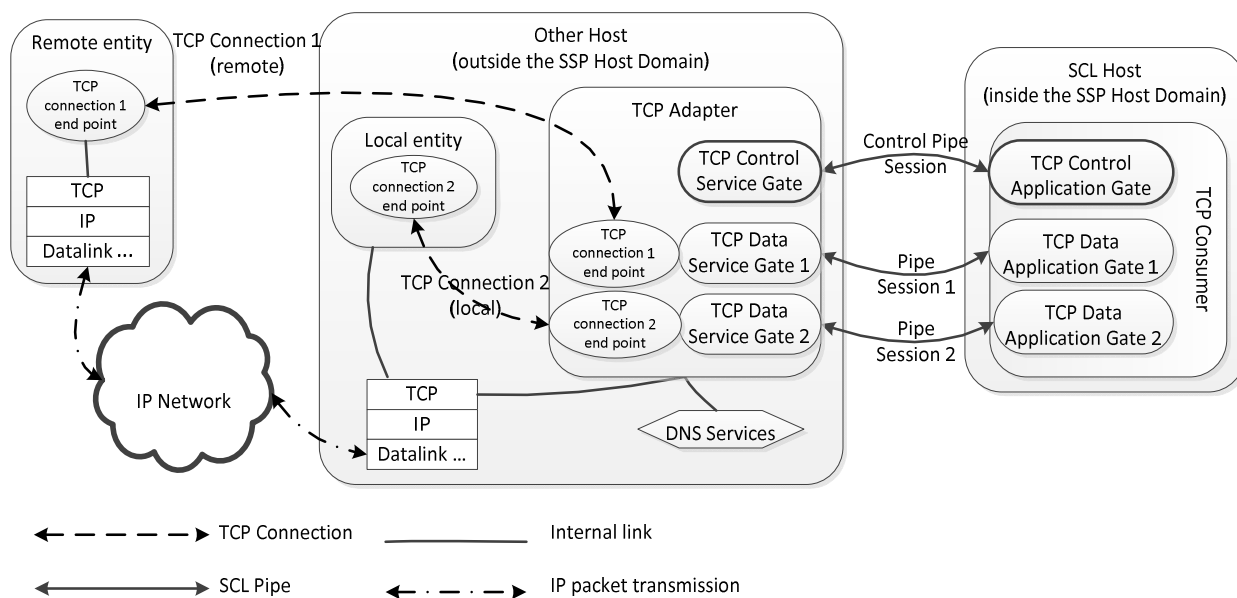 Remote entity
TCP
connection 1
end point
TCP
IP
Datalink ...
TCP Connection 1
(remote)
IP Network
Other Host
(outside the SSP Host Domain)
Local entity
TCP
connection 2
end point
TCP Connection 2
(local)
TCP
IP
Datalink ...
TCP Adapter
TCP Control
Service Gate
TCP
connection 1
end point
TCP Data
Service Gate 1
TCP
connection 2
end point
TCP Data
Service Gate 2
DNS Services
Control Pipe
Session
Pipe
Session 1
Pipe
Session 2
SCL Host
(inside the SSP Host Domain)
TCP Control
Application Gate
TCP Data
Application Gate 1
TCP Data
Application Gate 2
TCP Consumer
TCP Connection
Internal link
SCL Pipe
IP packet transmission